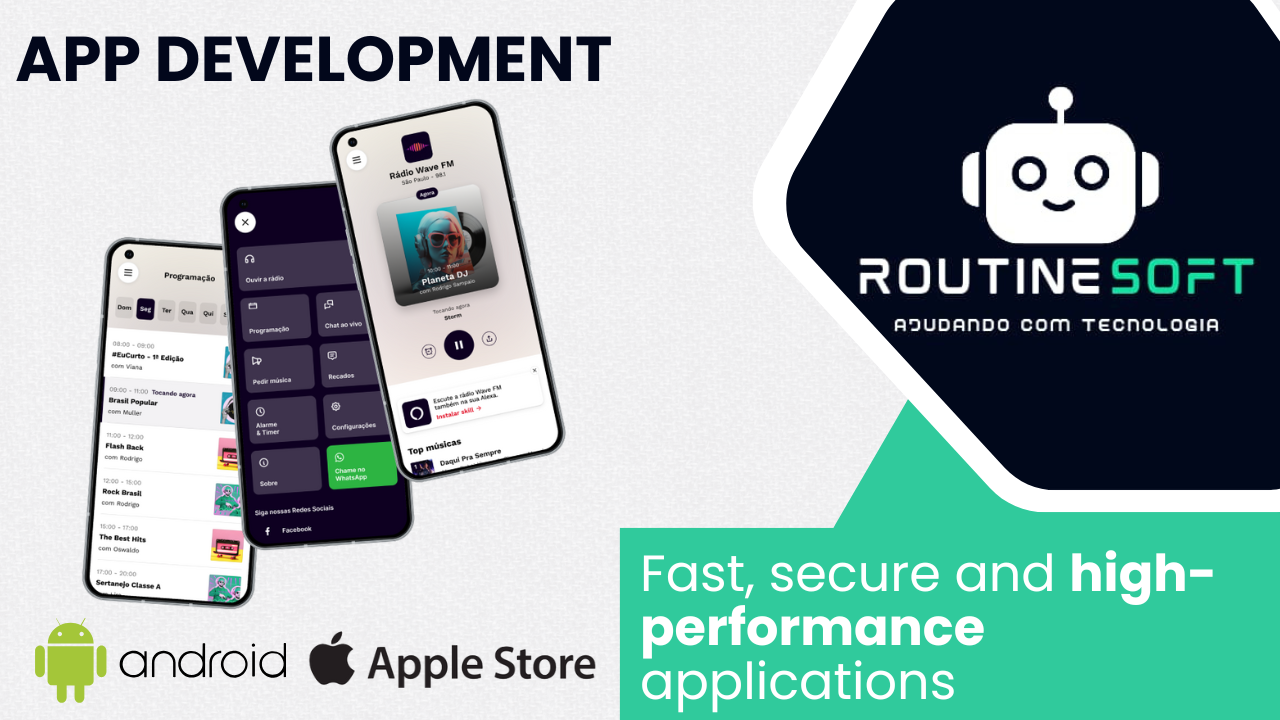 APP DEVELOPMENT
Programação
Dom Seg Ter Qua Qui
08:00 - 09:00
#EuCurto - 1ª Edição
com Viana
09:00 - 11:00 Tocando agora
Brasil Popular
com Muller
11:00 - 12:00
Flash Back
com Rodrigo
12:00 - 15:00
Rock Brasil
com Rodrigo
15:00 - 17:00
The Best Hits
com Oswaldo
17:00 - 20:00
Sertanejo Classe A
Ouvir a rádio
Programação
Chat ao vivo
Pedir música
Recados
Alarme
& Timer
Configurações
Sobre
Chame no
WhatsApp
Siga nossas Redes Sociais
Facebook
Rádio Wave FM
São Paulo - 98.1
Agora
10:00 - 11:00
Planeta DJ
com Rodrigo Sampaio
Tocando agora
Storm
Escute a rádio Wave FM
também na sua Alexa.
Instalar skill →
Top músicas
Daqui Pra Sempre
android
Apple Store
ROUTINESOFT
AJUDANDO COM TECNOLOGIA
Fast, secure and high-
performance
applications